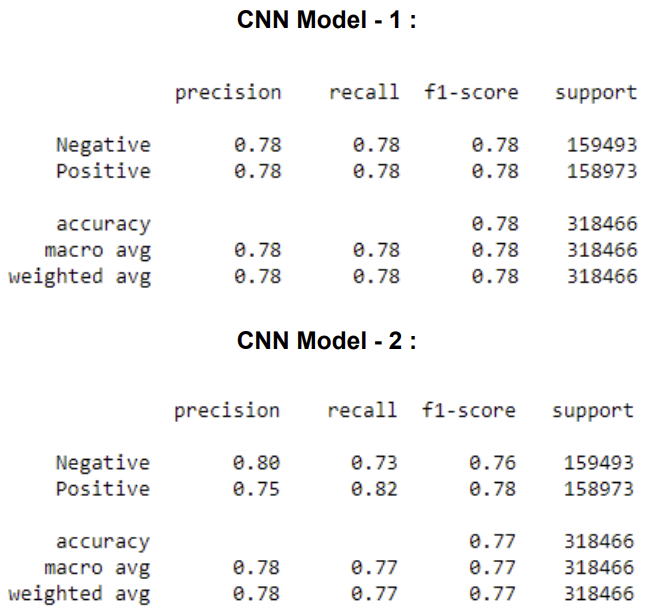 CNN Model - 1 :
precision recall f1-score support
Negative 0.78 0.78 0.78 159493
Positive 0.78 0.78 0.78 158973
accuracy 0.78 318466
macro avg 0.78 0.78 0.78 318466
weighted avg 0.78 0.78 0.78 318466
CNN Model - 2 :
precision recall f1-score support
Negative 0.80 0.73 0.76 159493
Positive 0.75 0.82 0.78 158973
accuracy 0.77 318466
macro avg 0.78 0.77 0.77 318466
weighted avg 0.78 0.77 0.77 318466